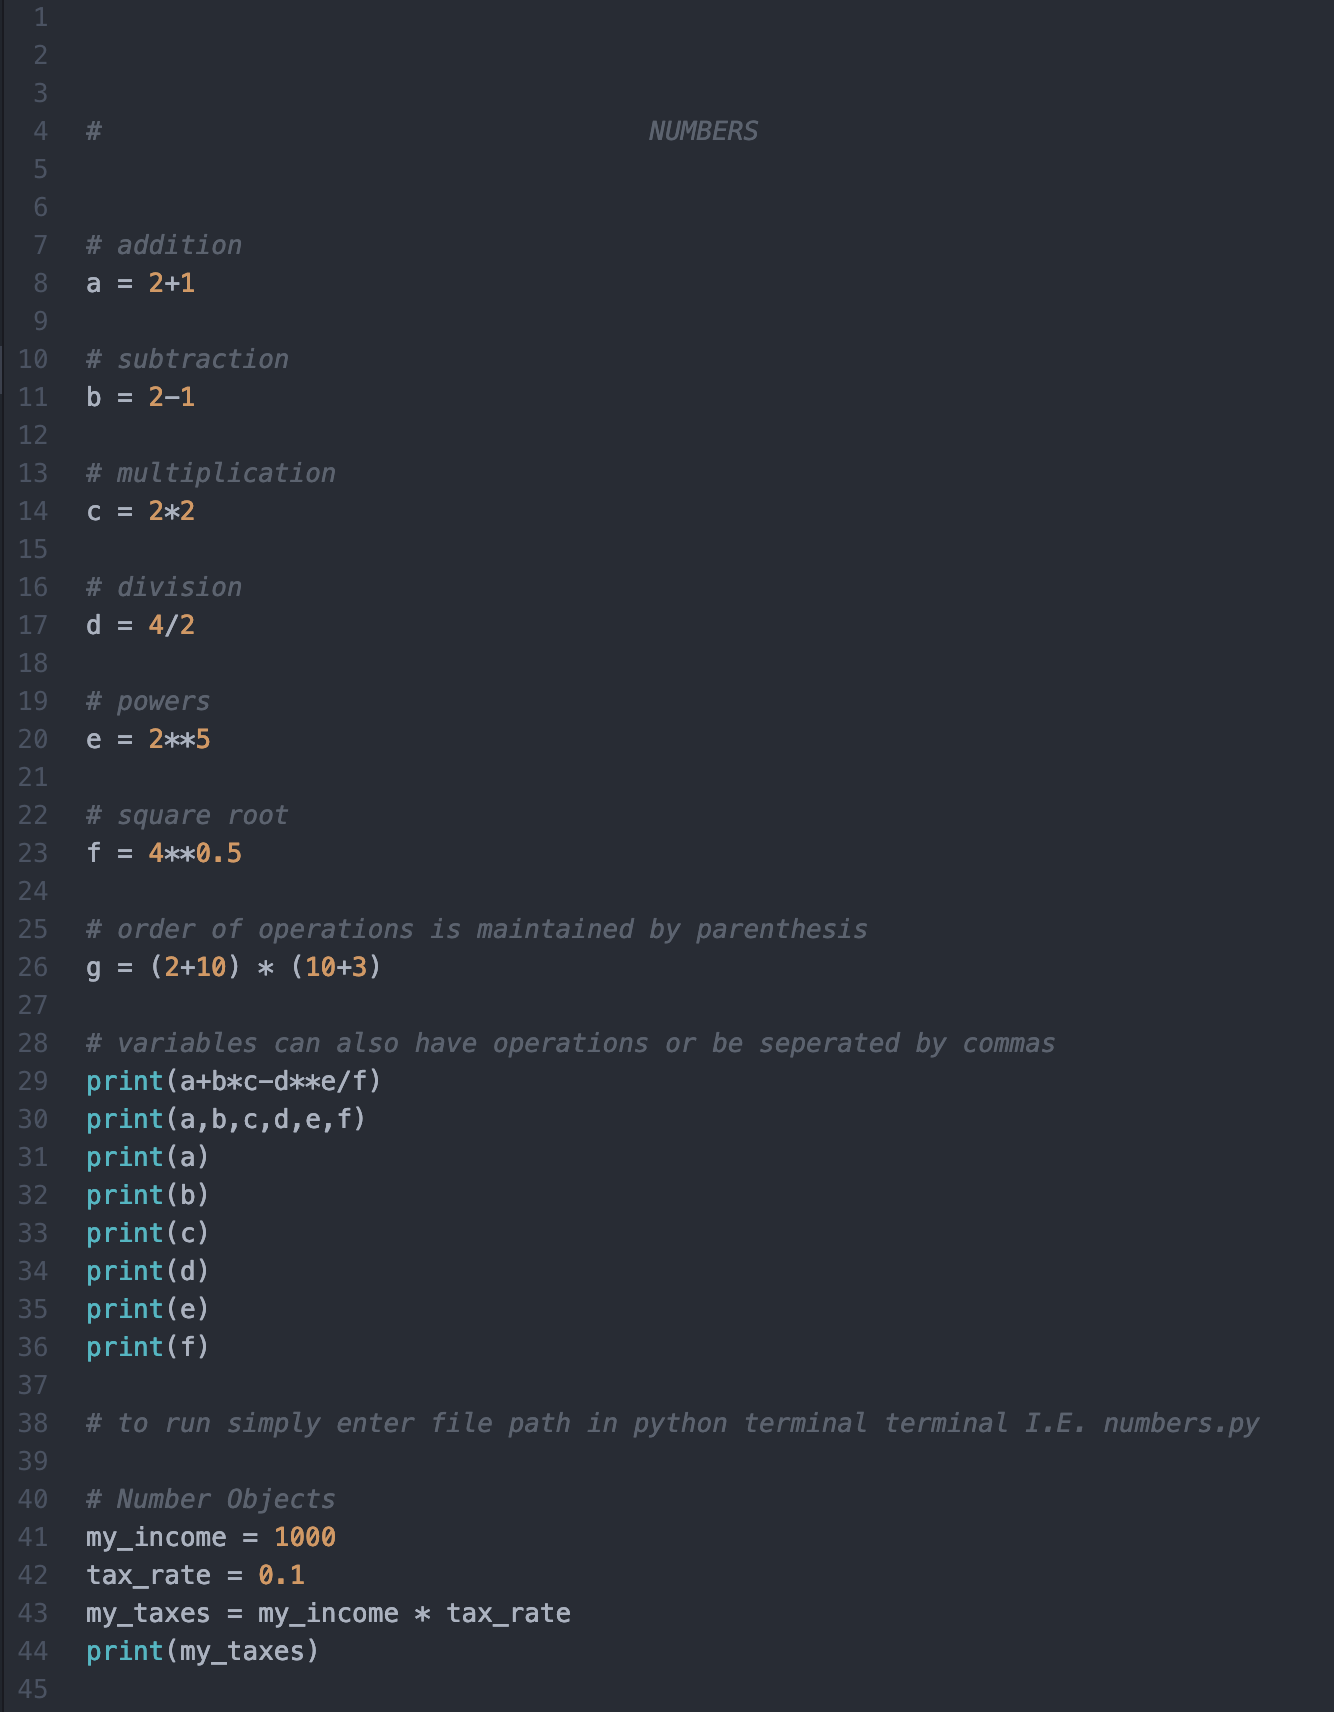 1
2
3
4 # NUMBERS
5
6
7 # addition
8 a = 2+1
9
10 # subtraction
11 b = 2-1
12
13 # multiplication
14 c = 2*2
15
16 # division
17 d = 4/2
18
19 # powers
20 e = 2**5
21
22 # square root
23 f = 4**0.5
24
25 # order of operations is maintained by parenthesis
26 g = (2+10) * (10+3)
27
28 # variables can also have operations or be seperated by commas
29 print(a+b*c-d**e/f)
30 print(a,b,c,d,e,f)
31 print(a)
32 print(b)
33 print(c)
34 print(d)
35 print(e)
36 print(f)
37
38 # to run simply enter file path in python terminal terminal I.E. numbers.py
39
40 # Number Objects
41 my_income = 1000
42 tax_rate = 0.1
43 my_taxes = my_income * tax_rate
44 print(my_taxes)
45